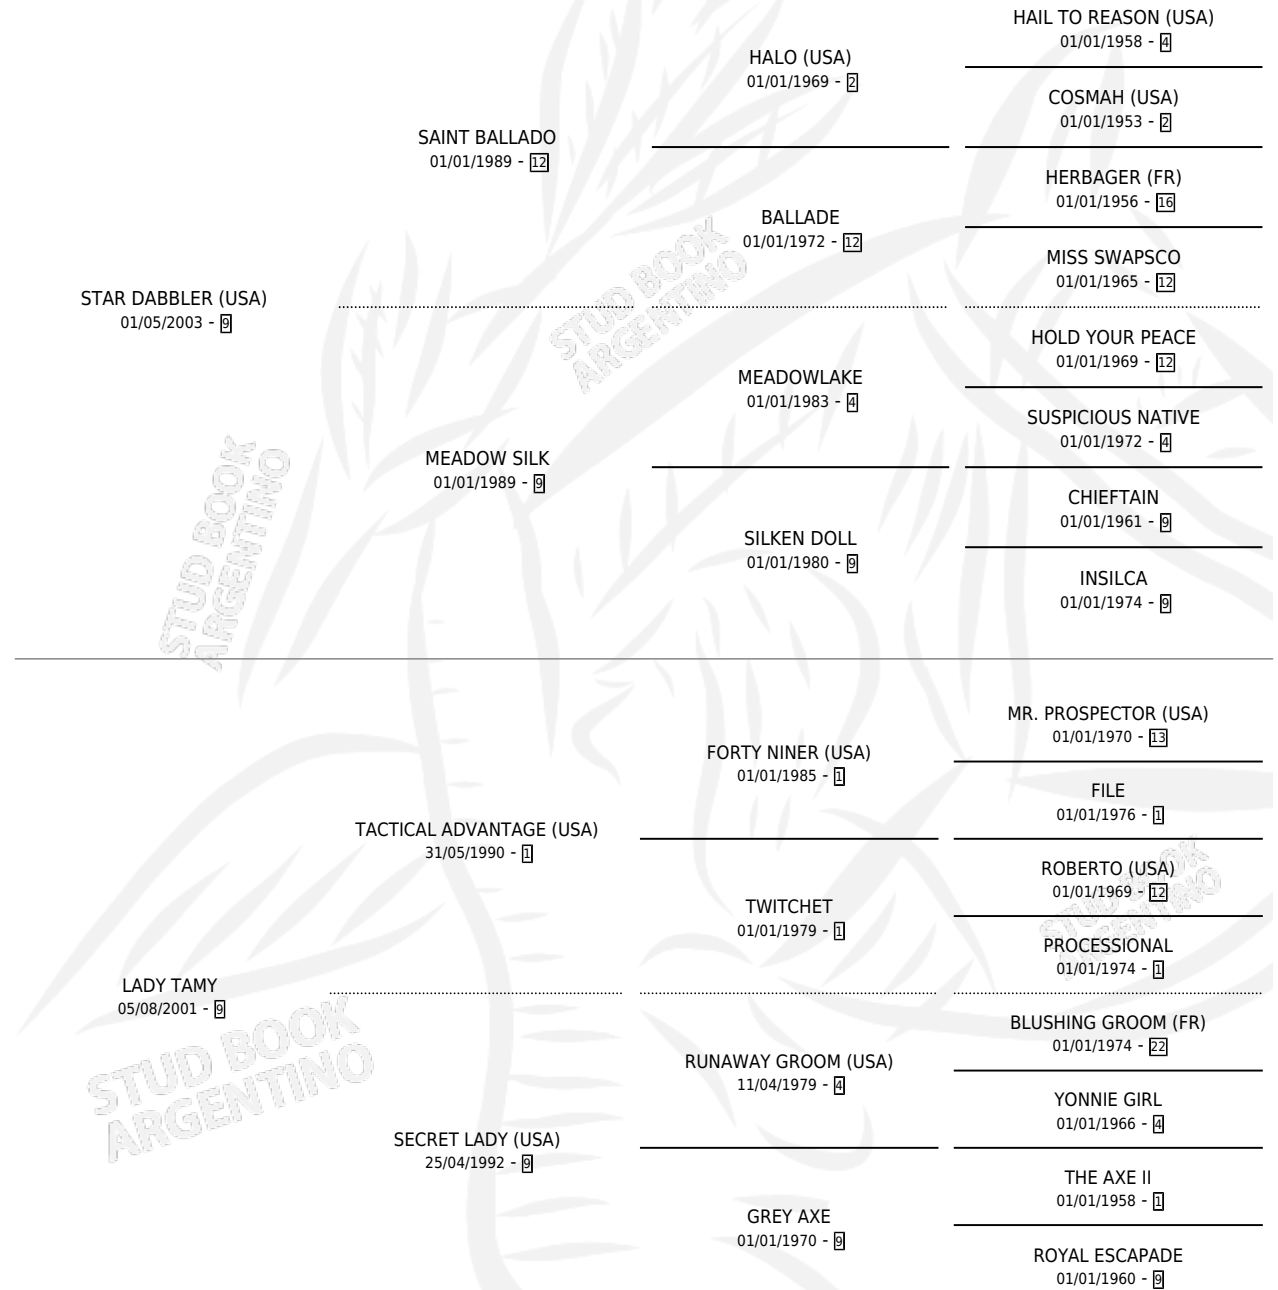 HAIL TO REASON (USA)
01/01/1958 - 4
HALO (USA)
01/01/1969 - 2
COSMAH (USA)
01/01/1953 - 2
SAINT BALLADO
01/01/1989 - 12
HERBAGER (FR)
01/01/1956 - 16
BALLADE
01/01/1972 - 12
MISS SWAPSCO
01/01/1965 - 12
STAR DABBLER (USA)
01/05/2003 - 9
STUD BOOK
ARGENTINO
HOLD YOUR PEACE
01/01/1969 - 12
MEADOWLAKE
01/01/1983 - 4
SUSPICIOUS NATIVE
01/01/1972 - 4
MEADOW SILK
01/01/1989 - 9
CHIEFTAIN
01/01/1961 - 9
SILKEN DOLL
01/01/1980 - 9
INSILCA
01/01/1974 - 9
STUD BOOK
ARGENTINO
MR. PROSPECTOR (USA)
01/01/1970 - 13
FORTY NINER (USA)
01/01/1985 - 1
FILE
01/01/1976 - 1
TACTICAL ADVANTAGE (USA)
31/05/1990 - 1
ROBERTO (USA)
01/01/1969 - 12
TWITCHET
01/01/1979 - 1
STUD BOOK
ARGENTINO
PROCESSIONAL
01/01/1974 - 1
LADY TAMY
05/08/2001 - 9
BLUSHING GROOM (FR)
01/01/1974 - 22
RUNAWAY GROOM (USA)
11/04/1979 - 4
STUD BOOK
ARGENTINO
YONNIE GIRL
01/01/1966 - 4
SECRET LADY (USA)
25/04/1992 - 9
THE AXE II
01/01/1958 - 1
GREY AXE
01/01/1970 - 9
ROYAL ESCAPADE
01/01/1960 - 9